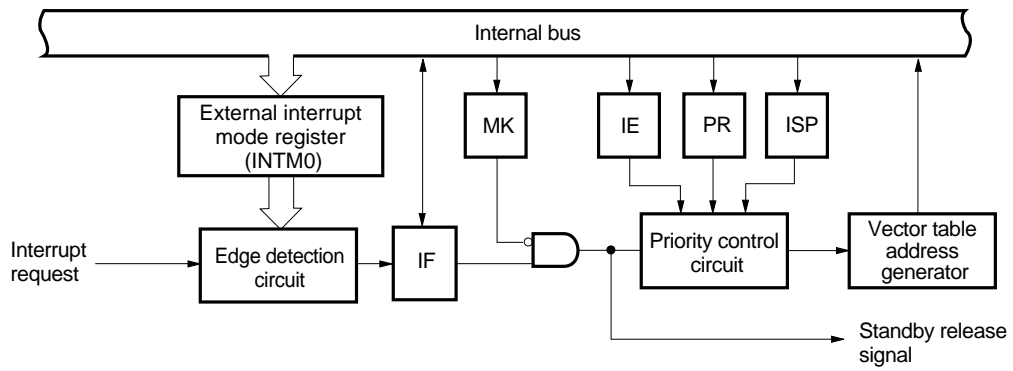 Internal bus
External interrupt
mode register
(INTM0)
MK
IE
PR
ISP
Interrupt
request
Edge detection
circuit
IF
Priority control
circuit
Vector table
address
generator
Standby release
signal